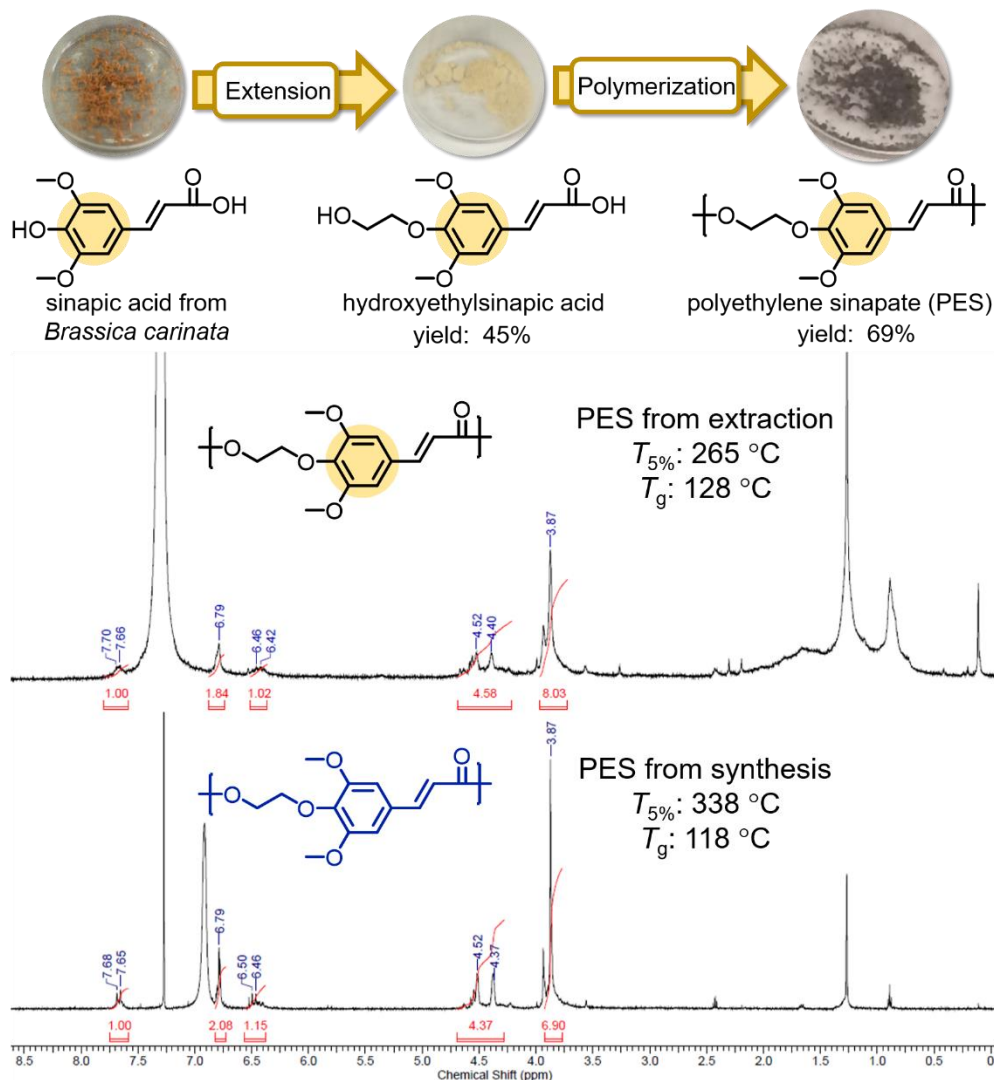 Extension
Polymerization
O
O
OH
HO
O
HO
O
O
O
OH
O
O
O
O
O
O
sinapic acid from
Brassica carinata
hydroxyethylsinapic acid
yield: 45%
polyethylene sinapate (PES)
yield: 69%
O
O
O
O
O
PES from extraction
T5%: 265 °C
Tg: 128 °C
7.70
7.66
6.79
6.46
6.42
4.52
4.40
3.87
1.00
1.84
1.02
4.58
8.03
O
O
O
O
O
PES from synthesis
T5%: 338 °C
Tg: 118 °C
7.68
7.65
6.79
6.50
6.46
4.52
4.37
3.87
1.00
2.08
1.15
4.37
6.90
8.5 8.0 7.5 7.0 6.5 6.0 5.5 5.0 4.5 4.0 3.5 3.0 2.5 2.0 1.5 1.0 0.5 0
Chemical Shift (ppm)